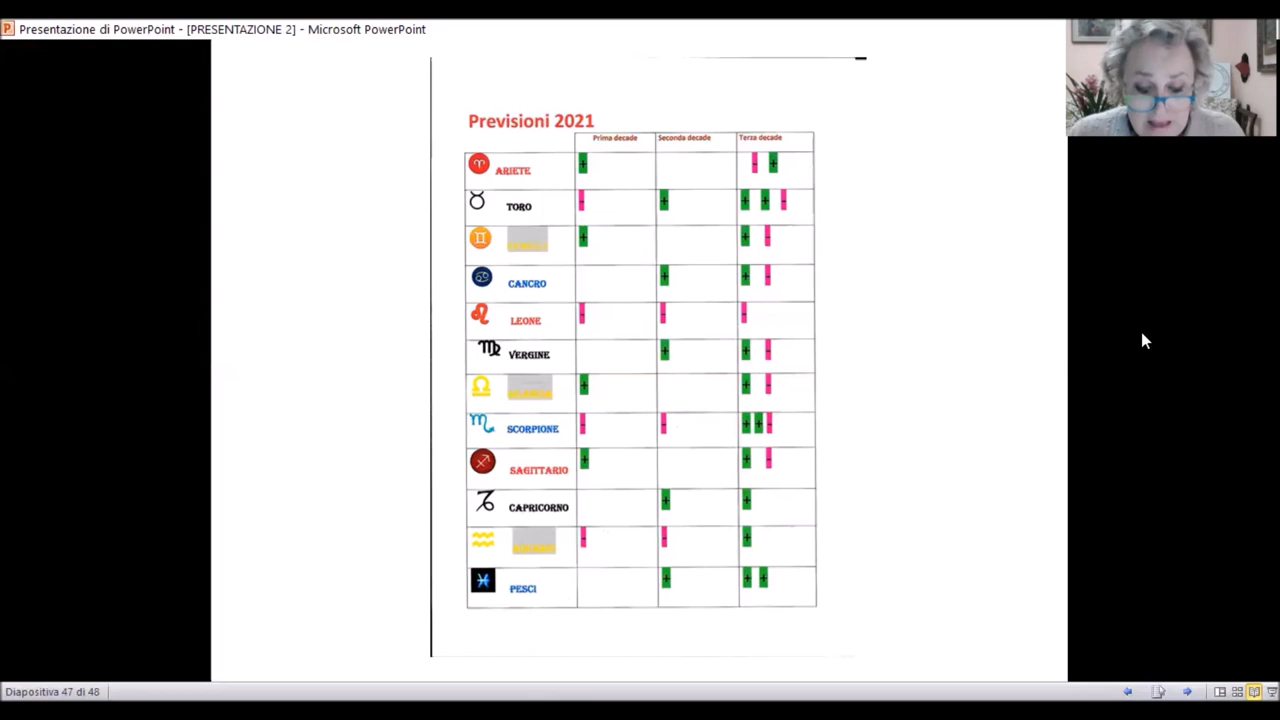 Presentazione di PowerPoint - [PRESENTAZIONE 2] - Microsoft PowerPoint
Previsioni 2021
Prima decade Seconda decade Terza decade
ARIETE + - +
TORO - + + + -
+ + -
CANCRO + + -
LEONE - - -
VERGINE + + -
+ + -
SCORPIONE - - + + -
SAGITTARIO + + -
CAPRICORNO + +
- - +
PESCI + + +
Diapositiva 47 di 48